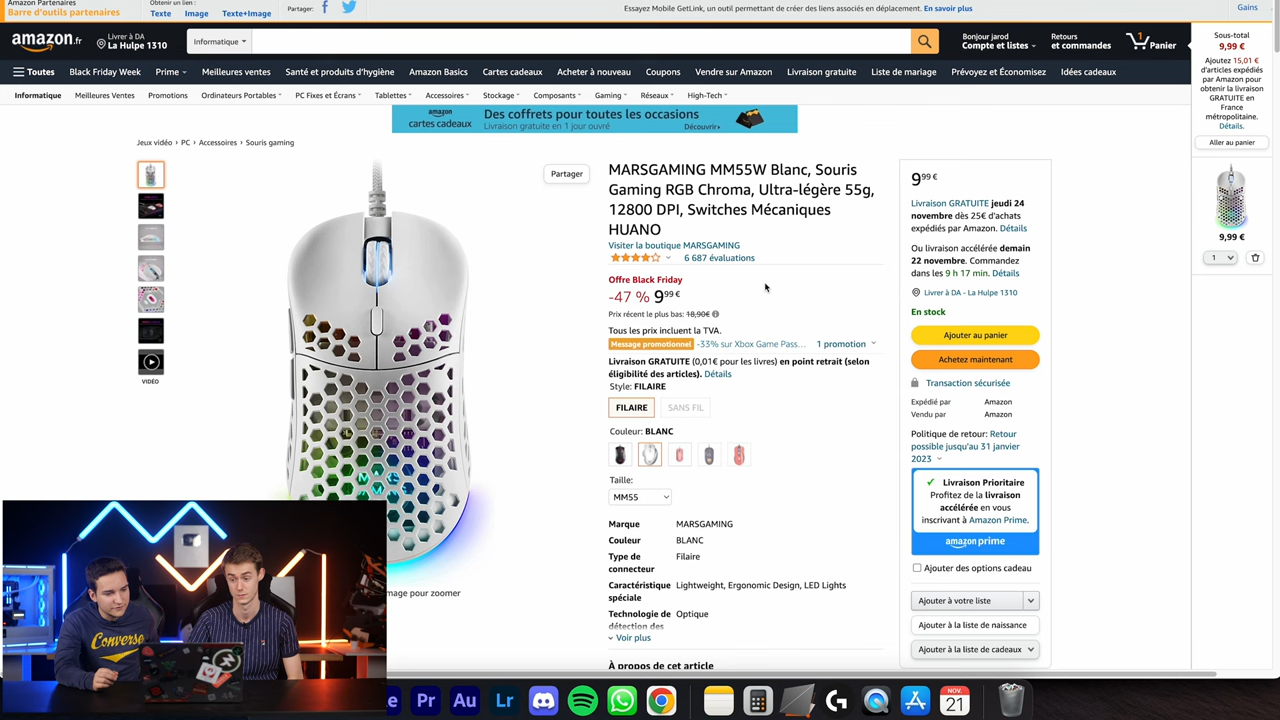 Amazon Partenaires
Barre d'outils partenaires
Obtenir un lien :
Texte
Image
Texte+Image
Partager:
Essayez Mobile GetLink, un outil permettant de créer des liens associés en déplacement. En savoir plus
Gains
amazon.fr
Livrer à DA
La Hulpe 1310
Informatique
Bonjour jarod
Compte et listes
Retours
et commandes
1
Panier
Toutes
Black Friday Week
Prime
Meilleures ventes
Santé et produits d'hygiène
Amazon Basics
Cartes cadeaux
Acheter à nouveau
Coupons
Vendre sur Amazon
Livraison gratuite
Liste de mariage
Prévoyez et Économisez
Idées cadeaux
Informatique
Meilleures Ventes
Promotions
Ordinateurs Portables
PC Fixes et Écrans
Tablettes
Accessoires
Stockage
Composants
Gaming
Réseaux
High-Tech
amazon
cartes cadeaux
Des coffrets pour toutes les occasions
Livraison gratuite en 1 jour ouvré
Découvrir
Jeux vidéo › PC › Accessoires › Souris gaming
VIDÉO
Partager
MARSGAMING MM55W Blanc, Souris
Gaming RGB Chroma, Ultra-légère 55g,
12800 DPI, Switches Mécaniques
HUANO
Visiter la boutique MARSGAMING
6 687 évaluations
Offre Black Friday
-47 % 9,99 €
Prix récent le plus bas: 18,90€
Tous les prix incluent la TVA.
Message promotionnel -33% sur Xbox Game Pass… 1 promotion
Livraison GRATUITE (0,01€ pour les livres) en point retrait (selon
éligibilité des articles). Détails
Style: FILAIRE
FILAIRE
SANS FIL
Couleur: BLANC
Taille:
MM55
Marque MARSGAMING
Couleur BLANC
Type de
connecteur
Filaire
Caractéristique
spéciale
Lightweight, Ergonomic Design, LED Lights
Technologie de
détection des
Optique
Voir plus
À propos de cet article
mage pour zoomer
9,99 €
Livraison GRATUITE jeudi 24
novembre dès 25€ d'achats
expédiés par Amazon. Détails
Ou livraison accélérée demain
22 novembre. Commandez
dans les 9 h 17 min. Détails
Livrer à DA - La Hulpe 1310
En stock
Ajouter au panier
Achetez maintenant
Transaction sécurisée
Expédié par Amazon
Vendu par Amazon
Politique de retour: Retour
possible jusqu'au 31 janvier
2023
Livraison Prioritaire
Profitez de la livraison
accélérée en vous
inscrivant à Amazon Prime.
amazon prime
Ajouter des options cadeau
Ajouter à votre liste
Ajouter à la liste de naissance
Ajouter à la liste de cadeaux
Sous-total
9,99 €
Ajoutez 15,01 €
d'articles expédiés
par Amazon pour
obtenir la livraison
GRATUITE en
France
métropolitaine.
Détails.
Aller au panier
9,99 €
1
Converse
Pr
Au
Lr
NOV.
21